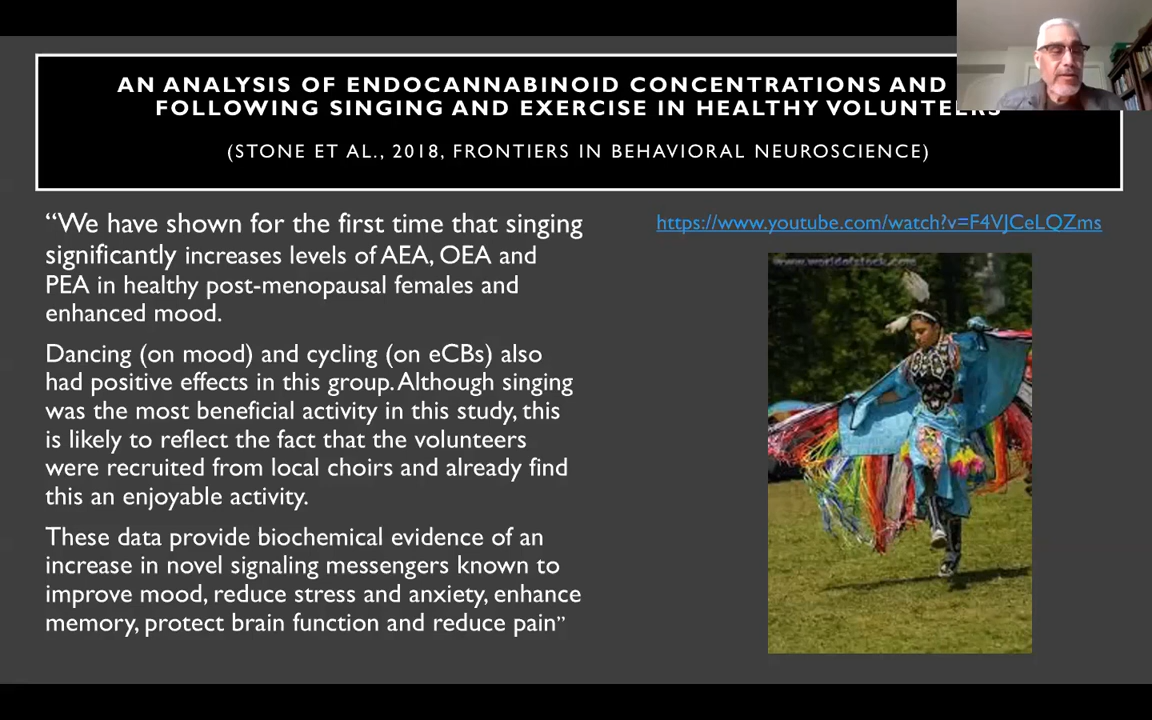 AN ANALYSIS OF ENDOCANNABINOID CONCENTRATIONS AND
FOLLOWING SINGING AND EXERCISE IN HEALTHY VOLUNTEERS
(STONE ET AL., 2018, FRONTIERS IN BEHAVIORAL NEUROSCIENCE)
“We have shown for the first time that singing
significantly increases levels of AEA, OEA and
PEA in healthy post-menopausal females and
enhanced mood.
Dancing (on mood) and cycling (on eCBs) also
had positive effects in this group. Although singing
was the most beneficial activity in this study, this
is likely to reflect the fact that the volunteers
were recruited from local choirs and already find
this an enjoyable activity.
These data provide biochemical evidence of an
increase in novel signaling messengers known to
improve mood, reduce stress and anxiety, enhance
memory, protect brain function and reduce pain”
https://www.youtube.com/watch?v=F4VJCeLQZms
www.worldofstock.com